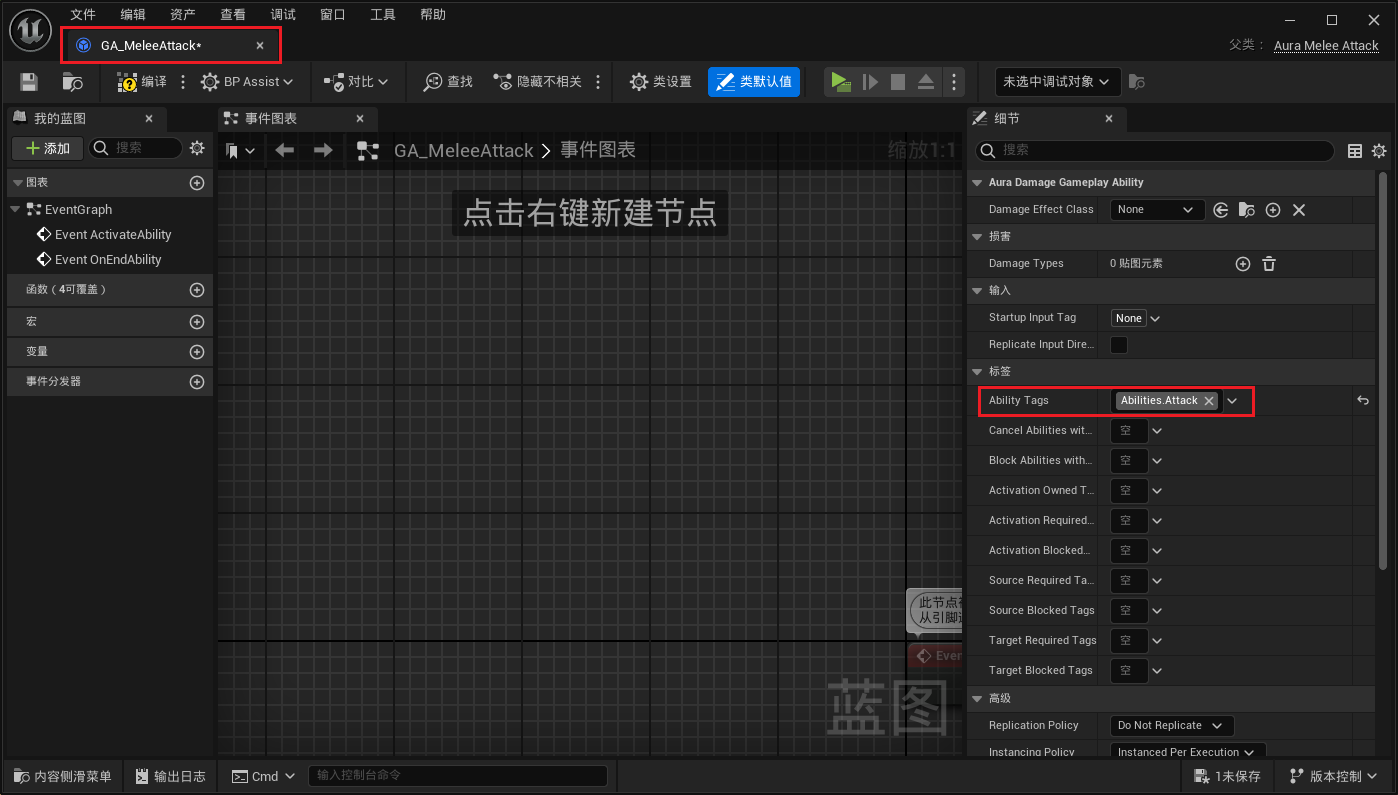 文件 编辑 资产 查看 调试 窗口 工具 帮助
GA_MeleeAttack*
父类： Aura Melee Attack
编译 BP Assist 对比 查找 隐藏不相关 类设置 类默认值 未选中调试对象
我的蓝图
添加
搜索
图表
EventGraph
Event ActivateAbility
Event OnEndAbility
函数（4可覆盖）
宏
变量
事件分发器
事件图表
GA_MeleeAttack 事件图表
缩放1:1
点击右键新建节点
此节点
从引脚
Even
蓝图
细节
搜索
Aura Damage Gameplay Ability
Damage Effect Class None
损害
Damage Types 0 贴图元素
输入
Startup Input Tag None
Replicate Input Dire...
标签
Ability Tags Abilities.Attack
Cancel Abilities wit... 空
Block Abilities with... 空
Activation Owned T... 空
Activation Required... 空
Activation Blocked... 空
Source Required Ta... 空
Source Blocked Tags 空
Target Required Tags 空
Target Blocked Tags 空
高级
Replication Policy Do Not Replicate
Instancing Policy Instanced Per Execution
内容侧滑菜单 输出日志 Cmd 输入控制台命令 1未保存 版本控制